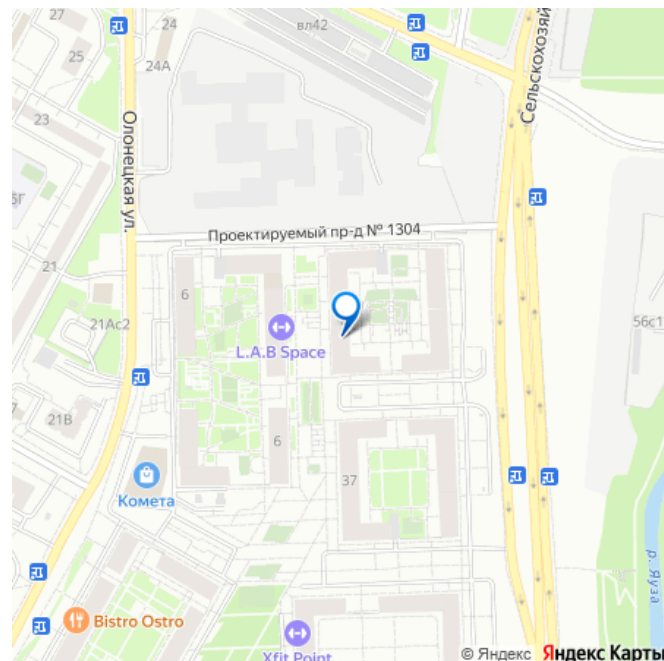 27
24
вл42
25
24А
Сельскохозяй
23
Олонецкая ул.
Проектируемый пр-д № 1304
21
6
21Ас2
L.A.B Space
56с1
21В
6
37
Комета
р. Яуза
Bistro Ostro
Xfit Point
© Яндекс Яндекс Карты